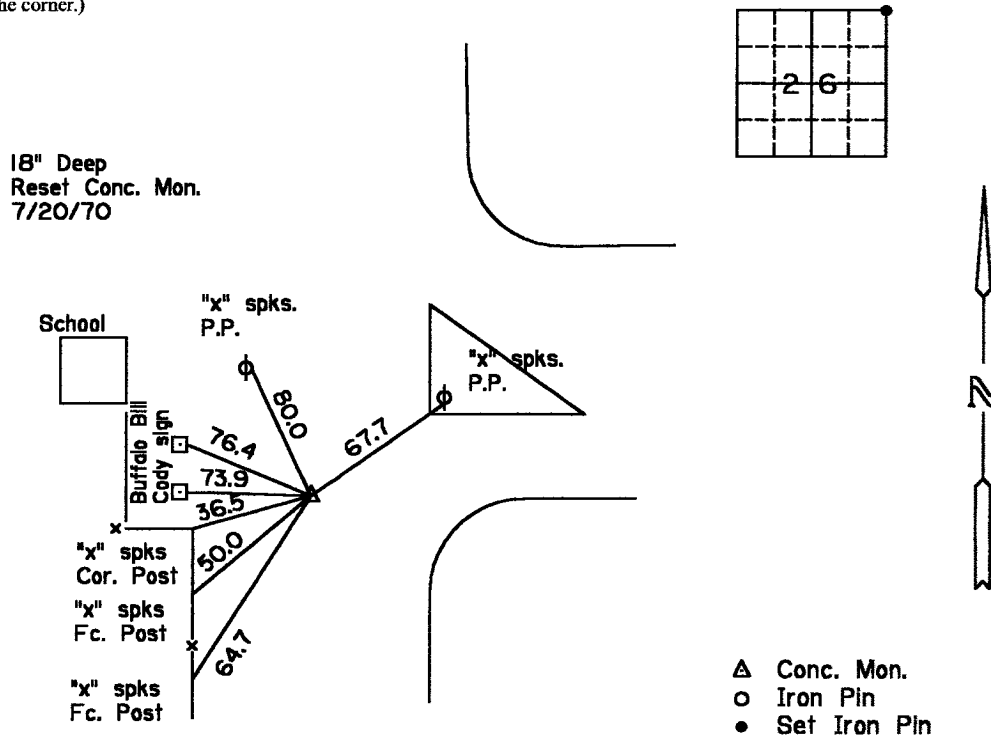 he corner.)
26
18" Deep
Reset Conc. Mon.
7/20/70
"x" spks.
P.P.
School
"x" spks.
P.P.
80.0
67.7
Buffalo Bill
Cody sign
76.4
73.9
36.5
50.0
64.7
"x" spks
Cor. Post
"x" spks
Fc. Post
"x" spks
Fc. Post
N
Conc. Mon.
Iron Pin
Set Iron Pin